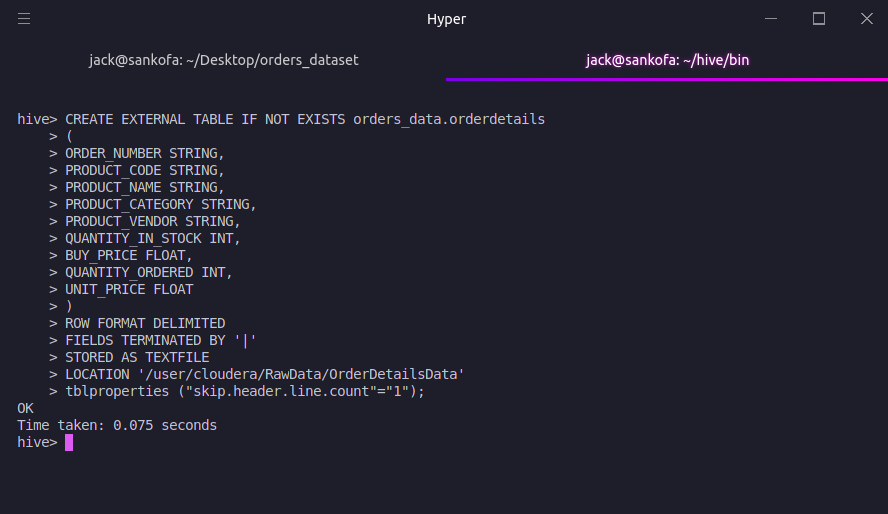 Hyper
jack@sankofa: ~/Desktop/orders_dataset
jack@sankofa: ~/hive/bin
hive> CREATE EXTERNAL TABLE IF NOT EXISTS orders_data.orderdetails
    > (
    > ORDER_NUMBER STRING,
    > PRODUCT_CODE STRING,
    > PRODUCT_NAME STRING,
    > PRODUCT_CATEGORY STRING,
    > PRODUCT_VENDOR STRING,
    > QUANTITY_IN_STOCK INT,
    > BUY_PRICE FLOAT,
    > QUANTITY_ORDERED INT,
    > UNIT_PRICE FLOAT
    > )
    > ROW FORMAT DELIMITED
    > FIELDS TERMINATED BY '|'
    > STORED AS TEXTFILE
    > LOCATION '/user/cloudera/RawData/OrderDetailsData'
    > tblproperties ("skip.header.line.count"="1");
OK
Time taken: 0.075 seconds
hive>